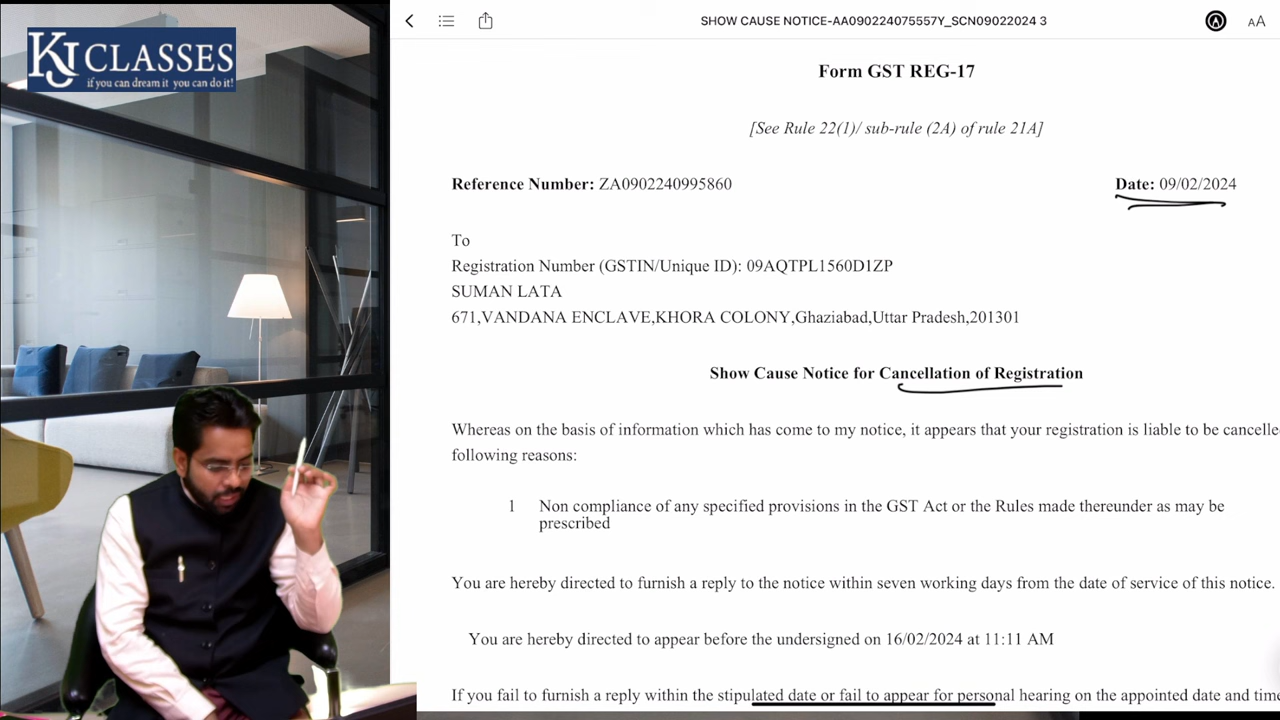 KJ CLASSES
if you can dream it you can do it!
SHOW CAUSE NOTICE-AA090224075557Y_SCN09022024 3
AA
Form GST REG-17
[See Rule 22(1)/ sub-rule (2A) of rule 21A]
Reference Number: ZA0902240995860
Date: 09/02/2024
To
Registration Number (GSTIN/Unique ID): 09AQTPL1560D1ZP
SUMAN LATA
671,VANDANA ENCLAVE,KHORA COLONY,Ghaziabad,Uttar Pradesh,201301
Show Cause Notice for Cancellation of Registration
Whereas on the basis of information which has come to my notice, it appears that your registration is liable to be cancelle
following reasons:
1 Non compliance of any specified provisions in the GST Act or the Rules made thereunder as may be
prescribed
You are hereby directed to furnish a reply to the notice within seven working days from the date of service of this notice.
You are hereby directed to appear before the undersigned on 16/02/2024 at 11:11 AM
If you fail to furnish a reply within the stipulated date or fail to appear for personal hearing on the appointed date and time